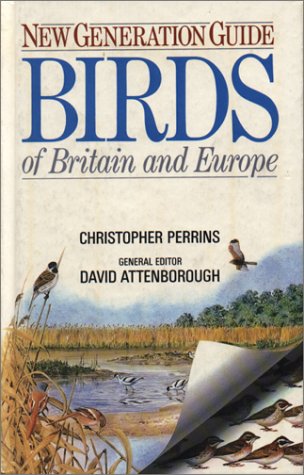 NEW GENERATION GUIDE
BIRDS
of Britain and Europe
CHRISTOPHER PERRINS
GENERAL EDITOR
DAVID ATTENBOROUGH